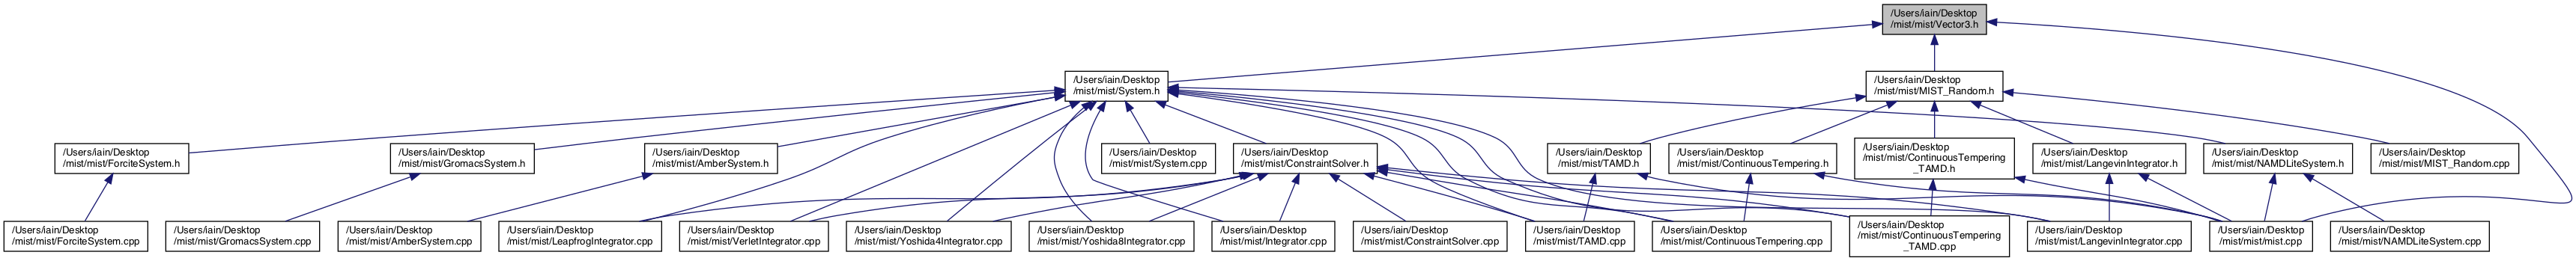 /Users/iain/Desktop
/mist/mist/Vector3.h
/Users/iain/Desktop
/mist/mist/System.h
/Users/iain/Desktop
/mist/mist/MIST_Random.h
/Users/iain/Desktop
/mist/mist/ForciteSystem.h
/Users/iain/Desktop
/mist/mist/GromacsSystem.h
/Users/iain/Desktop
/mist/mist/AmberSystem.h
/Users/iain/Desktop
/mist/mist/System.cpp
/Users/iain/Desktop
/mist/mist/ConstraintSolver.h
/Users/iain/Desktop
/mist/mist/TAMD.h
/Users/iain/Desktop
/mist/mist/ContinuousTempering.h
/Users/iain/Desktop
/mist/mist/ContinuousTempering
_TAMD.h
/Users/iain/Desktop
/mist/mist/LangevinIntegrator.h
/Users/iain/Desktop
/mist/mist/NAMDLiteSystem.h
/Users/iain/Desktop
/mist/mist/MIST_Random.cpp
/Users/iain/Desktop
/mist/mist/ForciteSystem.cpp
/Users/iain/Desktop
/mist/mist/GromacsSystem.cpp
/Users/iain/Desktop
/mist/mist/AmberSystem.cpp
/Users/iain/Desktop
/mist/mist/LeapfrogIntegrator.cpp
/Users/iain/Desktop
/mist/mist/VerletIntegrator.cpp
/Users/iain/Desktop
/mist/mist/Yoshida4Integrator.cpp
/Users/iain/Desktop
/mist/mist/Yoshida8Integrator.cpp
/Users/iain/Desktop
/mist/mist/Integrator.cpp
/Users/iain/Desktop
/mist/mist/ConstraintSolver.cpp
/Users/iain/Desktop
/mist/mist/TAMD.cpp
/Users/iain/Desktop
/mist/mist/ContinuousTempering.cpp
/Users/iain/Desktop
/mist/mist/ContinuousTempering
_TAMD.cpp
/Users/iain/Desktop
/mist/mist/LangevinIntegrator.cpp
/Users/iain/Desktop
/mist/mist/mist.cpp
/Users/iain/Desktop
/mist/mist/NAMDLiteSystem.cpp